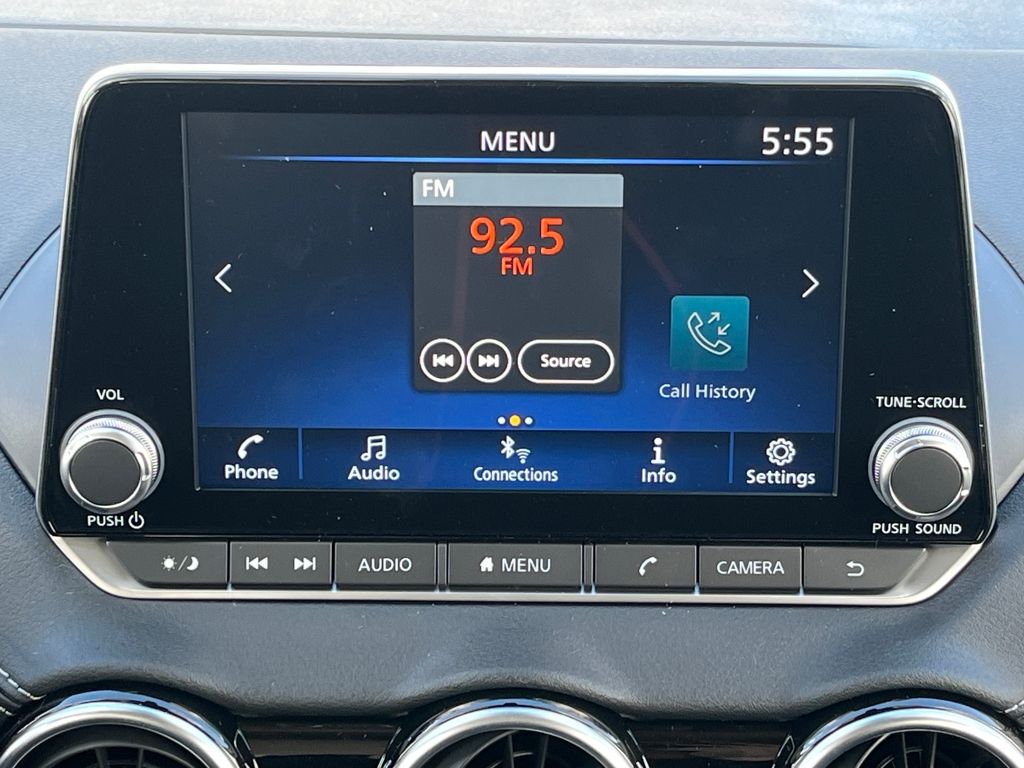 MENU
5:55
FM
92.5
FM
Source
Call History
VOL
TUNE·SCROLL
Phone
Audio
Connections
Info
Settings
PUSH
PUSH SOUND
AUDIO
MENU
CAMERA